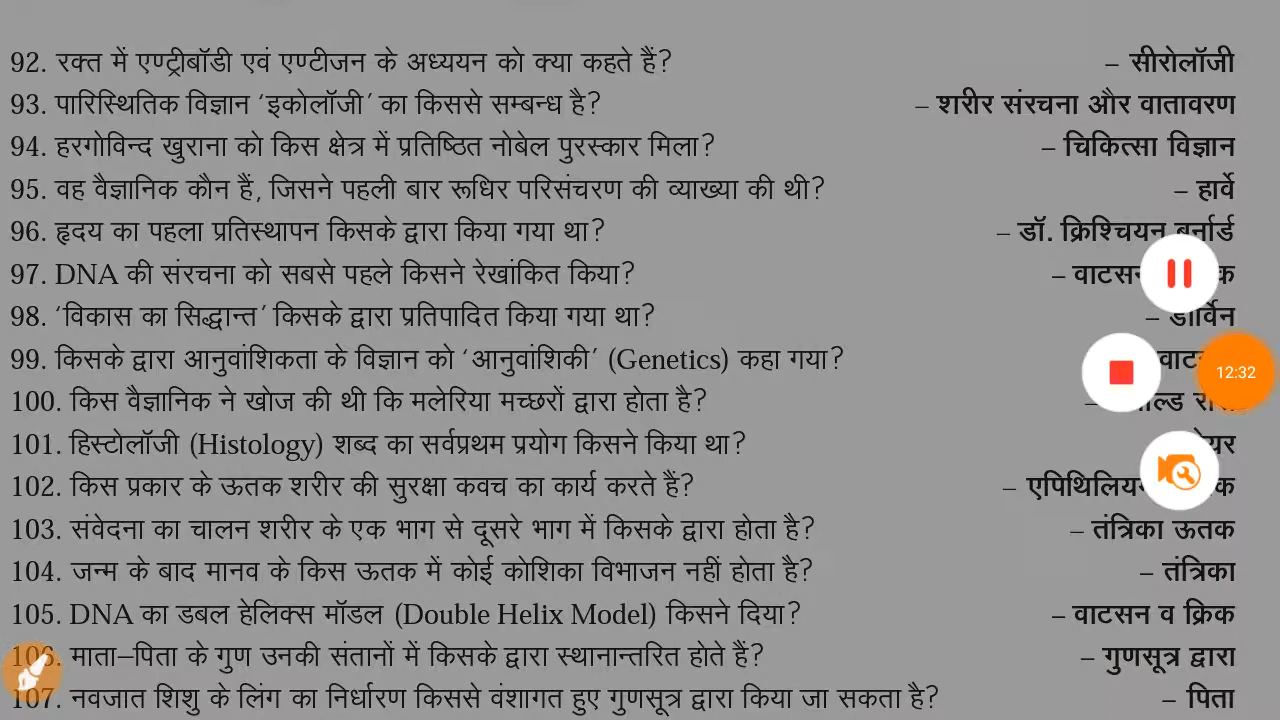 92. रक्त में एण्ट्रीबॉडी एवं एण्टीजन के अध्ययन को क्या कहते हैं? – सीरोलॉजी
93. पारिस्थितिक विज्ञान ‘इकोलॉजी’ का किससे सम्बन्ध है? – शरीर संरचना और वातावरण
94. हरगोविन्द खुराना को किस क्षेत्र में प्रतिष्ठित नोबेल पुरस्कार मिला? – चिकित्सा विज्ञान
95. वह वैज्ञानिक कौन हैं, जिसने पहली बार रूधिर परिसंचरण की व्याख्या की थी? – हार्वे
96. हृदय का पहला प्रतिस्थापन किसके द्वारा किया गया था? – डॉ. क्रिश्चियन बर्नार्ड
97. DNA की संरचना को सबसे पहले किसने रेखांकित किया? – वाटसन
98. ‘विकास का सिद्धान्त’ किसके द्वारा प्रतिपादित किया गया था? – डार्विन
99. किसके द्वारा आनुवांशिकता के विज्ञान को ‘आनुवांशिकी’ (Genetics) कहा गया?
12:32
100. किस वैज्ञानिक ने खोज की थी कि मलेरिया मच्छरों द्वारा होता है? –
101. हिस्टोलॉजी (Histology) शब्द का सर्वप्रथम प्रयोग किसने किया था?
102. किस प्रकार के ऊतक शरीर की सुरक्षा कवच का कार्य करते हैं? –
103. संवेदना का चालन शरीर के एक भाग से दूसरे भाग में किसके द्वारा होता है? – तंत्रिका ऊतक
104. जन्म के बाद मानव के किस ऊतक में कोई कोशिका विभाजन नहीं होता है? – तंत्रिका
105. DNA का डबल हेलिक्स मॉडल (Double Helix Model) किसने दिया? – वाटसन व क्रिक
106. माता–पिता के गुण उनकी संतानों में किसके द्वारा स्थानान्तरित होते हैं? – गुणसूत्र द्वारा
107. नवजात शिशु के लिंग का निर्धारण किससे वंशागत हुए गुणसूत्र द्वारा किया जा सकता है? – पिता